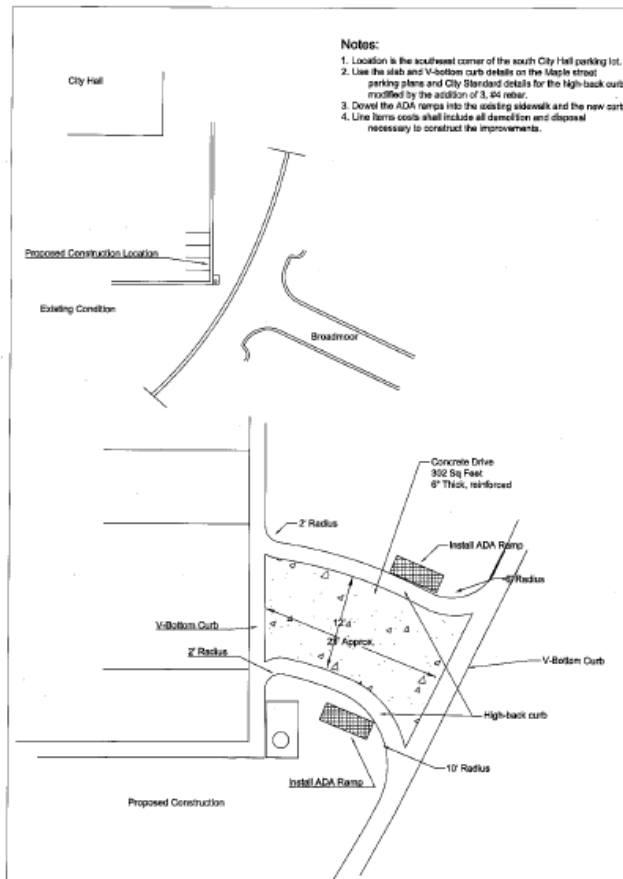 Notes:
1. Location is the southeast corner of the south City Hall parking lot.
2. Use the slab and V-bottom curb details on the Maple street
parking plans and City Standard details for the high-back curb
modified by the addition of 3, #4 rebar.
3. Dowel the ADA ramps into the existing sidewalk and the new curb
4. Line items costs shall include all demolition and disposal
necessary to construct the improvements.
City Hall
Proposed Construction Location
Existing Condition
Broadmoor
Concrete Drive
302 Sq Feet
6" Thick, reinforced
2' Radius
Install ADA Ramp
Radius
12'
Approx.
V-Bottom Curb
2' Radius
V-Bottom Curb
High-back curb
10' Radius
Install ADA Ramp
Proposed Construction